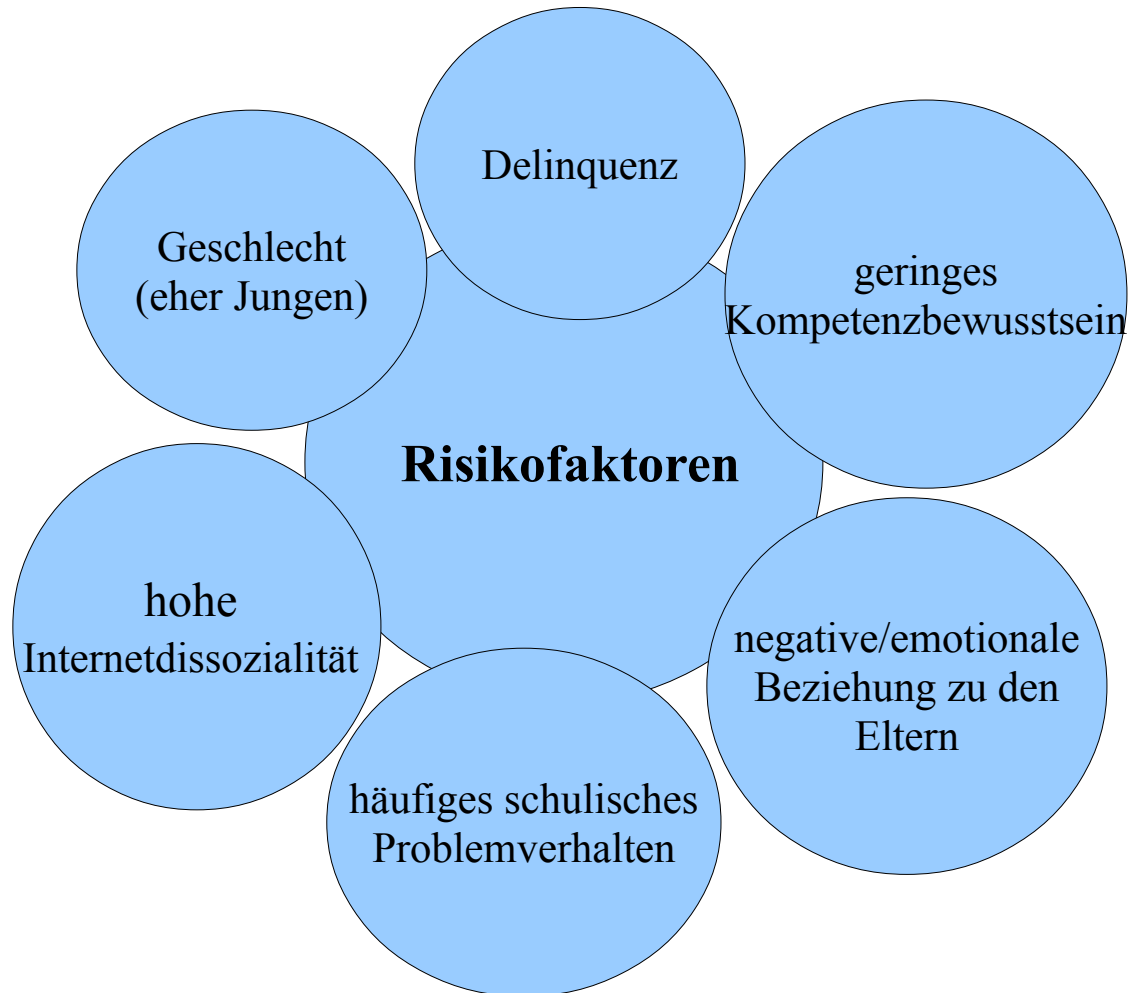 Delinquenz
Geschlecht
(eher Jungen)
geringes
Kompetenzbewusstsein
Risikofaktoren
hohe
Internetdissozialität
negative/emotionale
Beziehung zu den
Eltern
häufiges schulisches
Problemverhalten